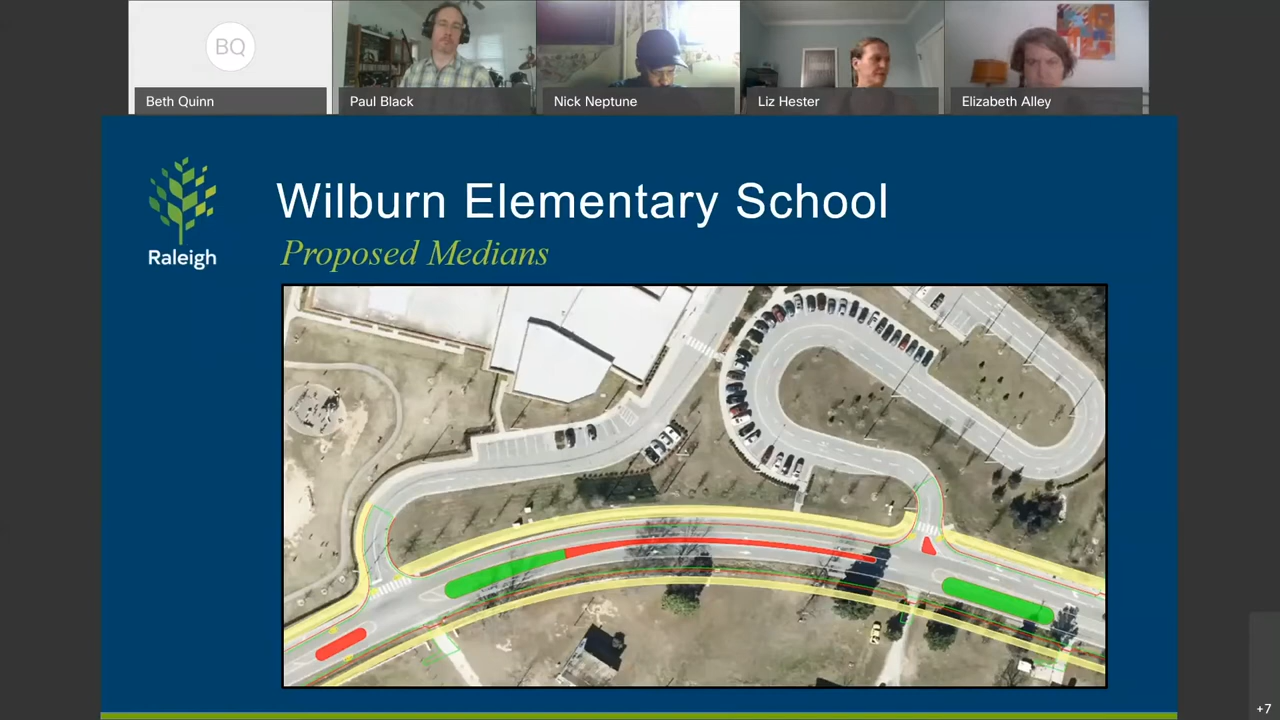 BQ
Beth Quinn
Paul Black
Nick Neptune
Liz Hester
Elizabeth Alley
Raleigh
Wilburn Elementary School
Proposed Medians
+7